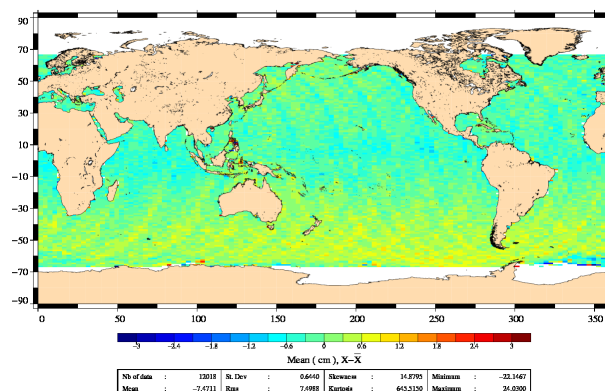 90
70
50
30
10
−10
−30
−50
−70
−90
0 50 100 150 200 250 300 350
−3 −2.4 −1.8 −1.2 −0.6 0 0.6 1.2 1.8 2.4 3
Mean ( cm ), X−X̅
Nb of data : 12018 St. Dev : 0.6440 Skewness : 14.8795 Minimum : −22.1467
Mean : −7.4711 Rms : 7.4988 Kurtosis : 645.5150 Maximum : 24.0300